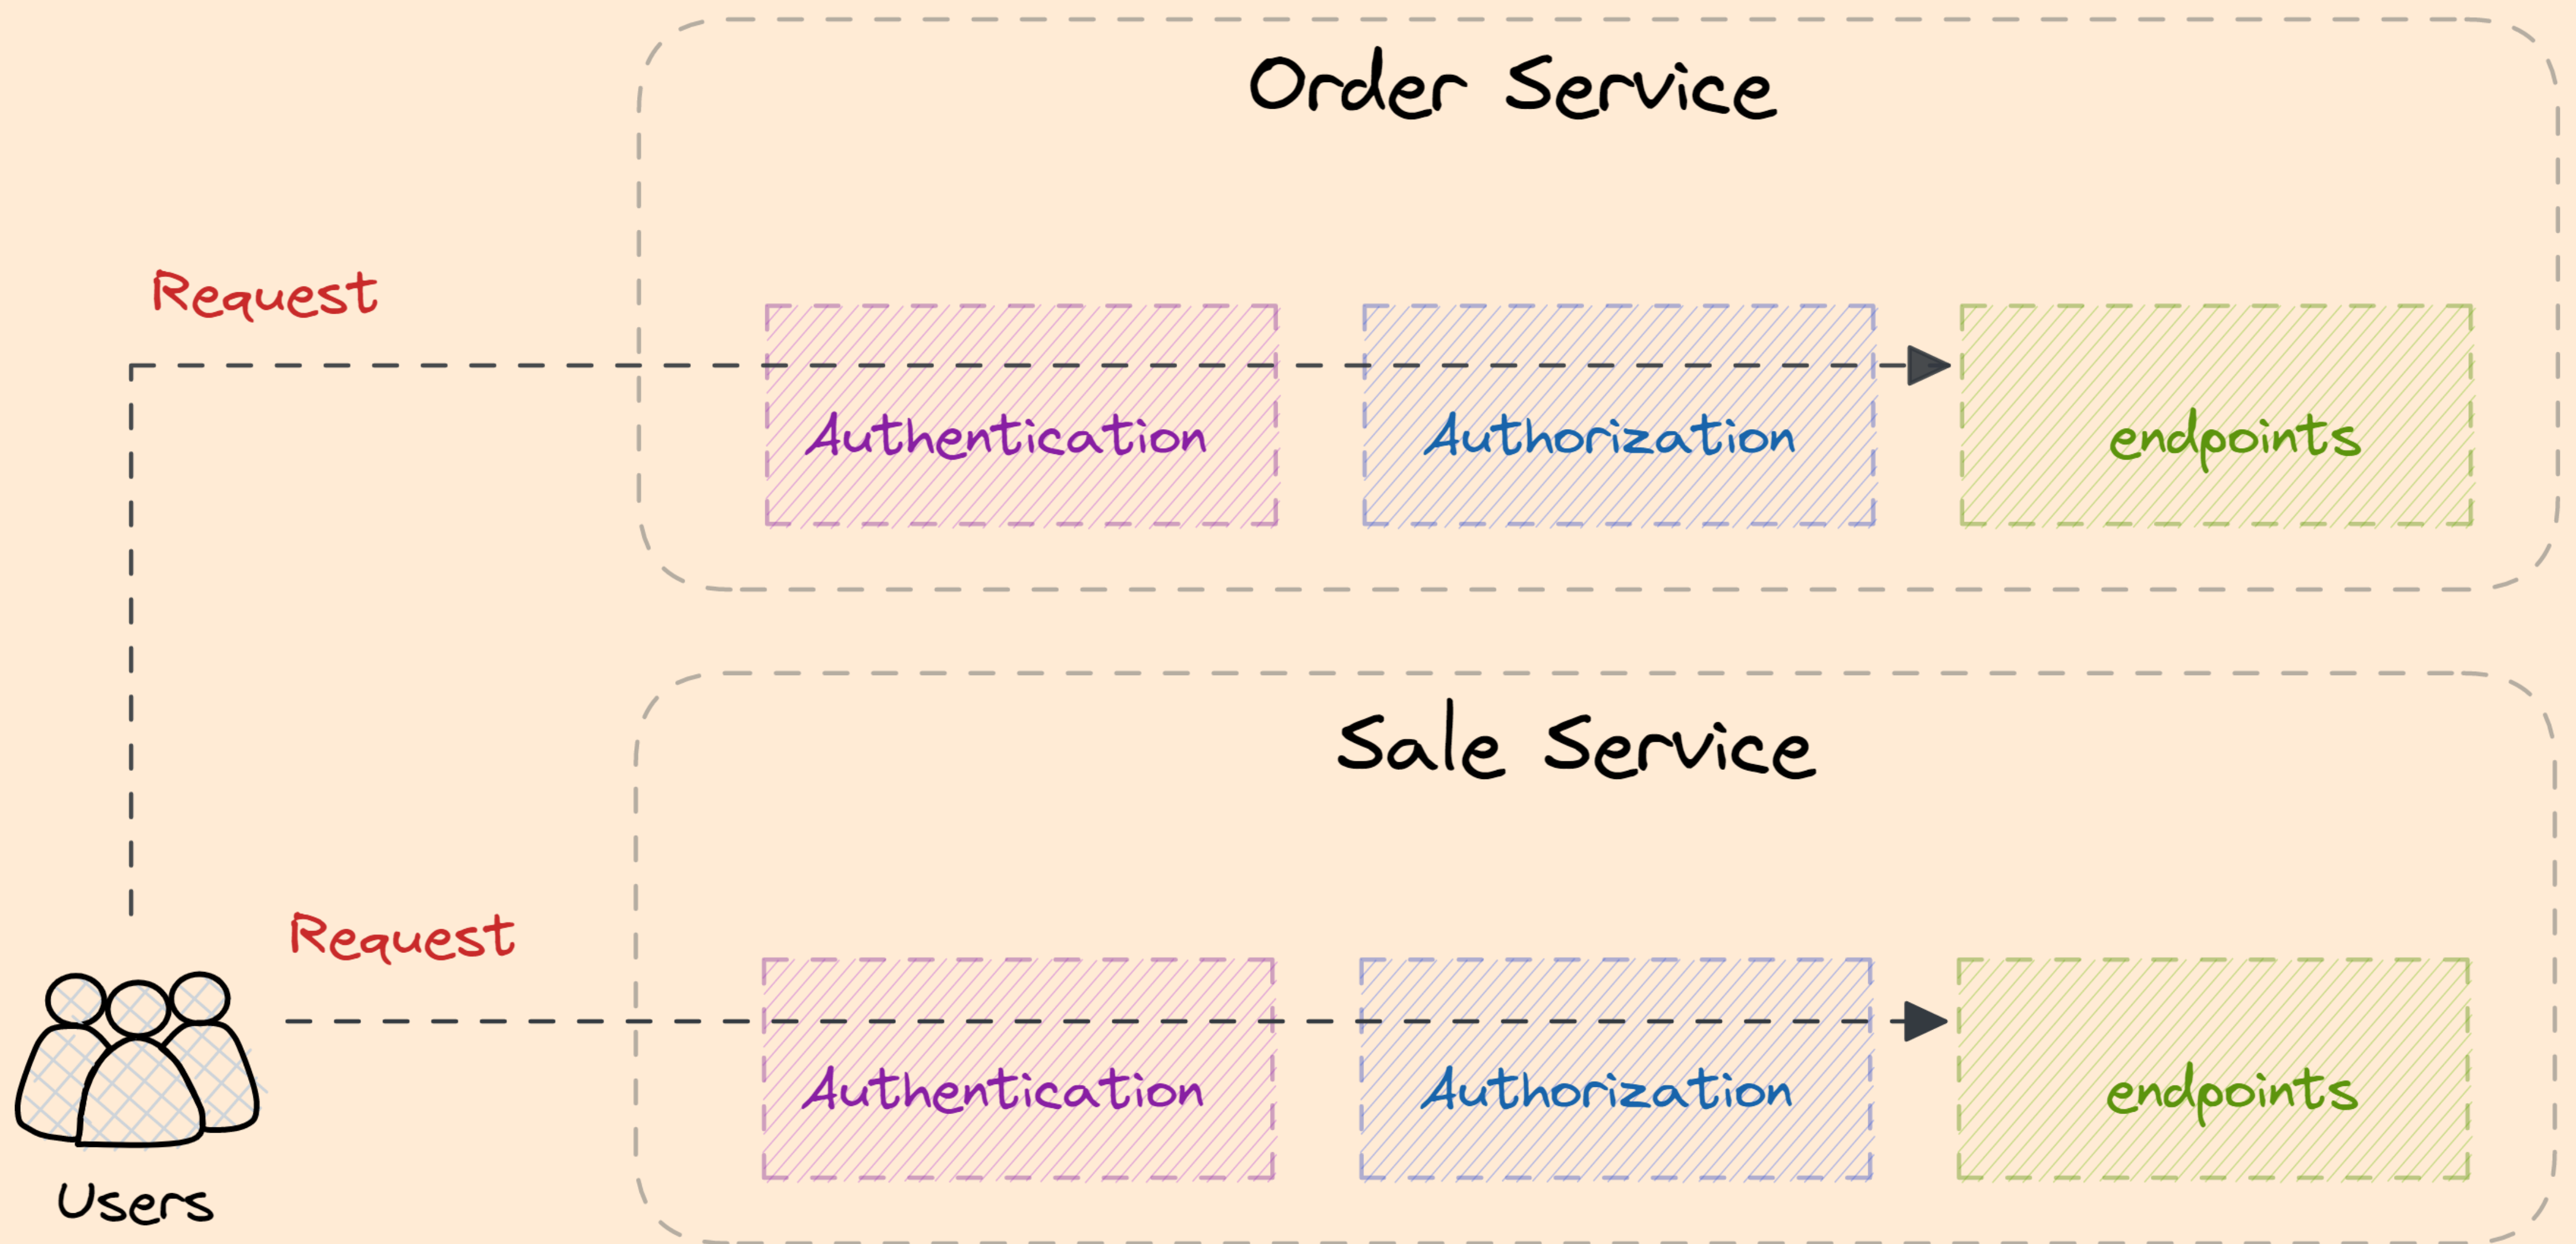 Order Service
Request
Authentication
Authorization
endpoints
Sale Service
Request
Authentication
Authorization
endpoints
Users